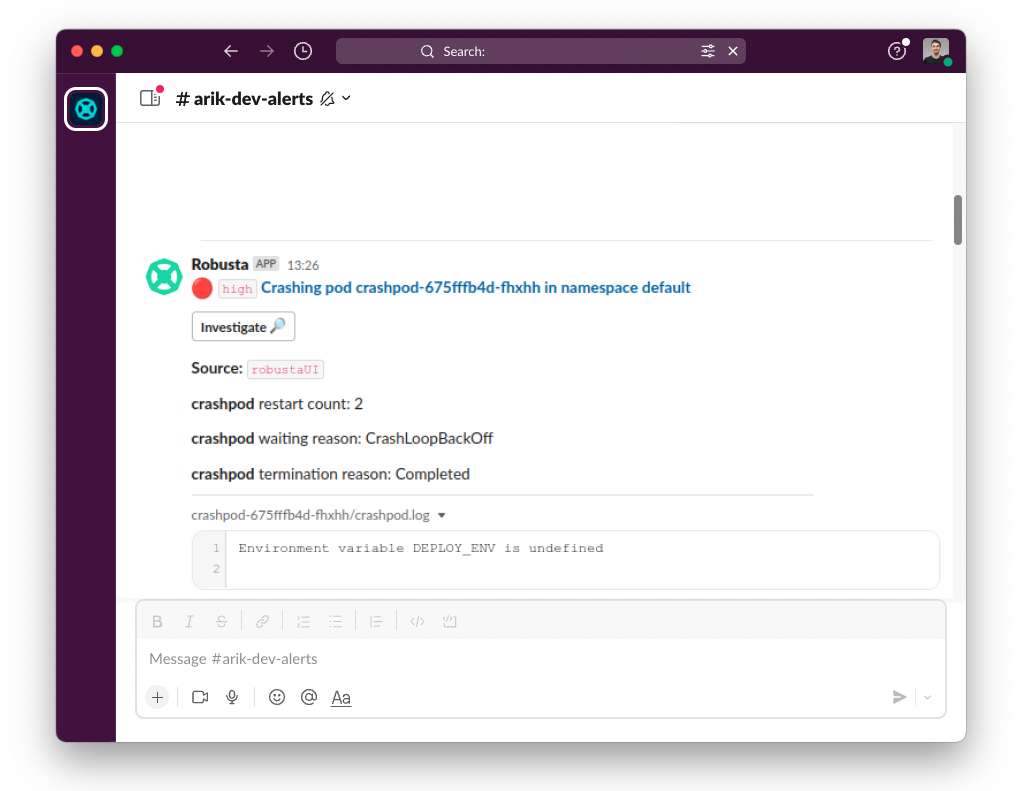 Search:
# arik-dev-alerts
Robusta APP 13:26
high Crashing pod crashpod-675fffb4d-fhxhh in namespace default
Investigate
Source: robustaUI
crashpod restart count: 2
crashpod waiting reason: CrashLoopBackOff
crashpod termination reason: Completed
crashpod-675fffb4d-fhxhh/crashpod.log
1 Environment variable DEPLOY_ENV is undefined
2
B I S
Message #arik-dev-alerts
Aa